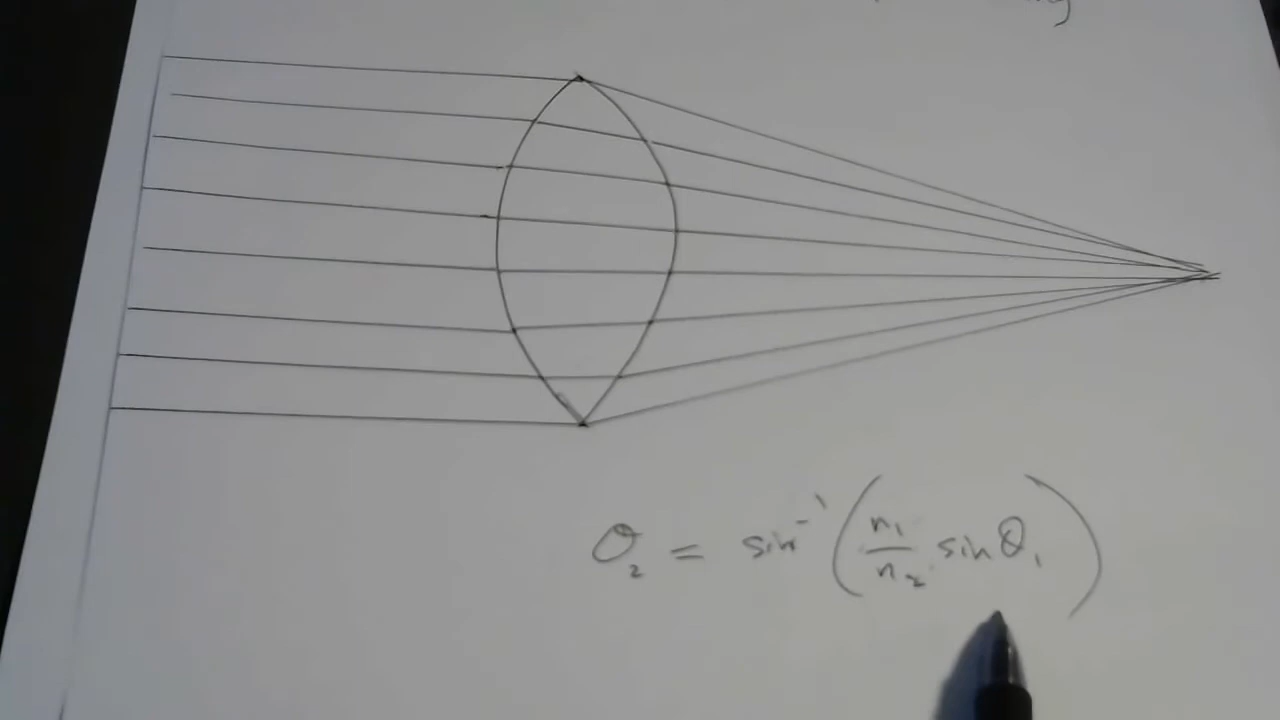 θ₂ = sin⁻¹(n₁/n₂ sin θ₁)